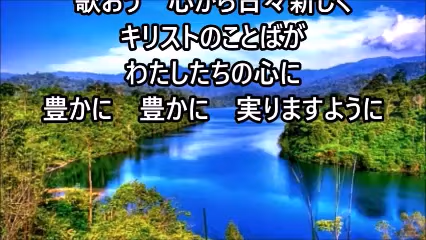 歌おう　心から日々新しく
キリストのことばが
わたしたちの心に
豊かに　豊かに　実りますように